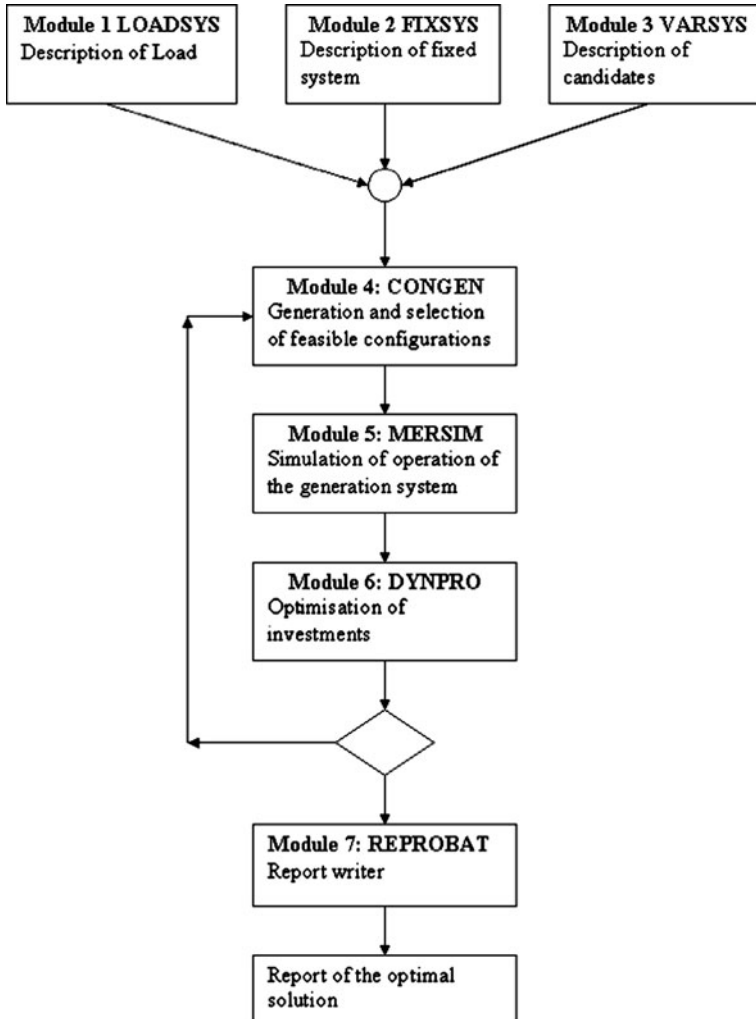 Module 1 LOADSYS
Description of Load
Module 2 FIXSYS
Description of fixed
system
Module 3 VARSYS
Description of
candidates
Module 4: CONGEN
Generation and selection
of feasible configurations
Module 5: MERSIM
Simulation of operation of
the generation system
Module 6: DYNPRO
Optimisation of
investments
Module 7: REPROBAT
Report writer
Report of the optimal
solution